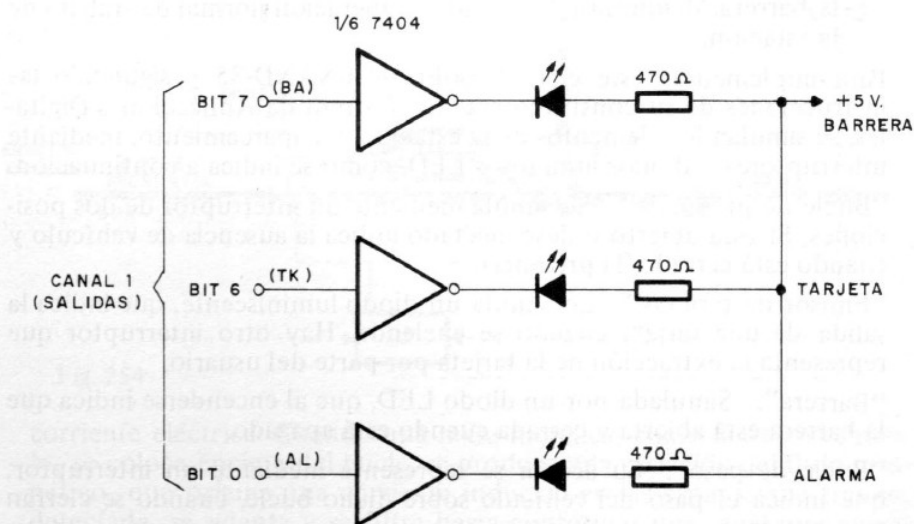 1/6 7404
BIT 7 (BA) 470 Ω +5 V.
BARRERA
CANAL 1
(SALIDAS)
BIT 6 (TK) 470 Ω TARJETA
BIT 0 (AL) 470 Ω ALARMA